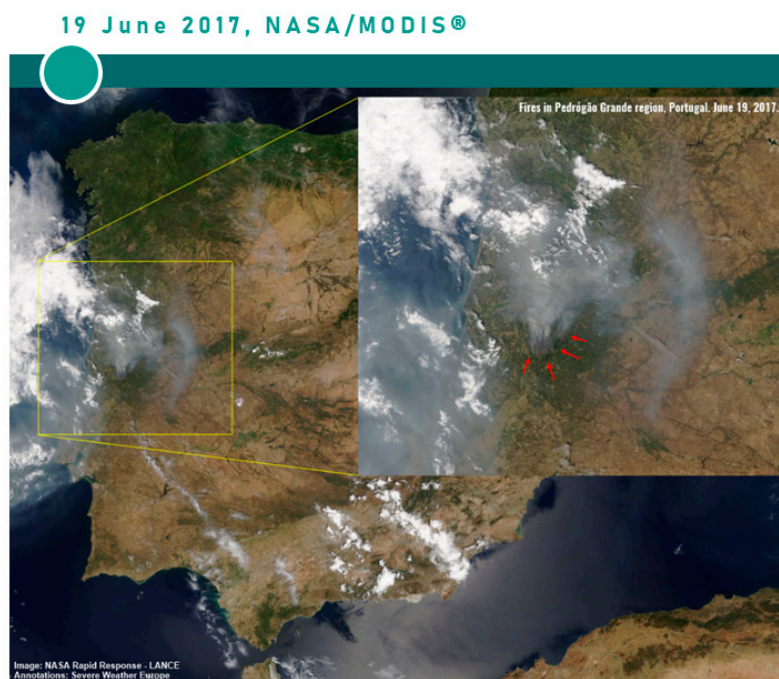 19 June 2017, NASA/MODIS®
Fires in Pedrógão Grande region, Portugal. June 19, 2017.
Image: NASA Rapid Response - LANCE
Annotations: Severe Weather Europe